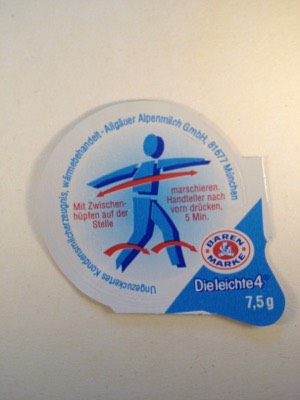 Ungezuckertes Kondensmilcherzeugnis, wärmebehandelt - Allgäuer Alpenmilch GmbH, 81677 München
Mit Zwischen-
hüpfen auf der
Stelle
marschieren.
Handteller nach
vorn drücken,
5 Min.
BÄREN
MARKE
Die leichte 4
7,5 g